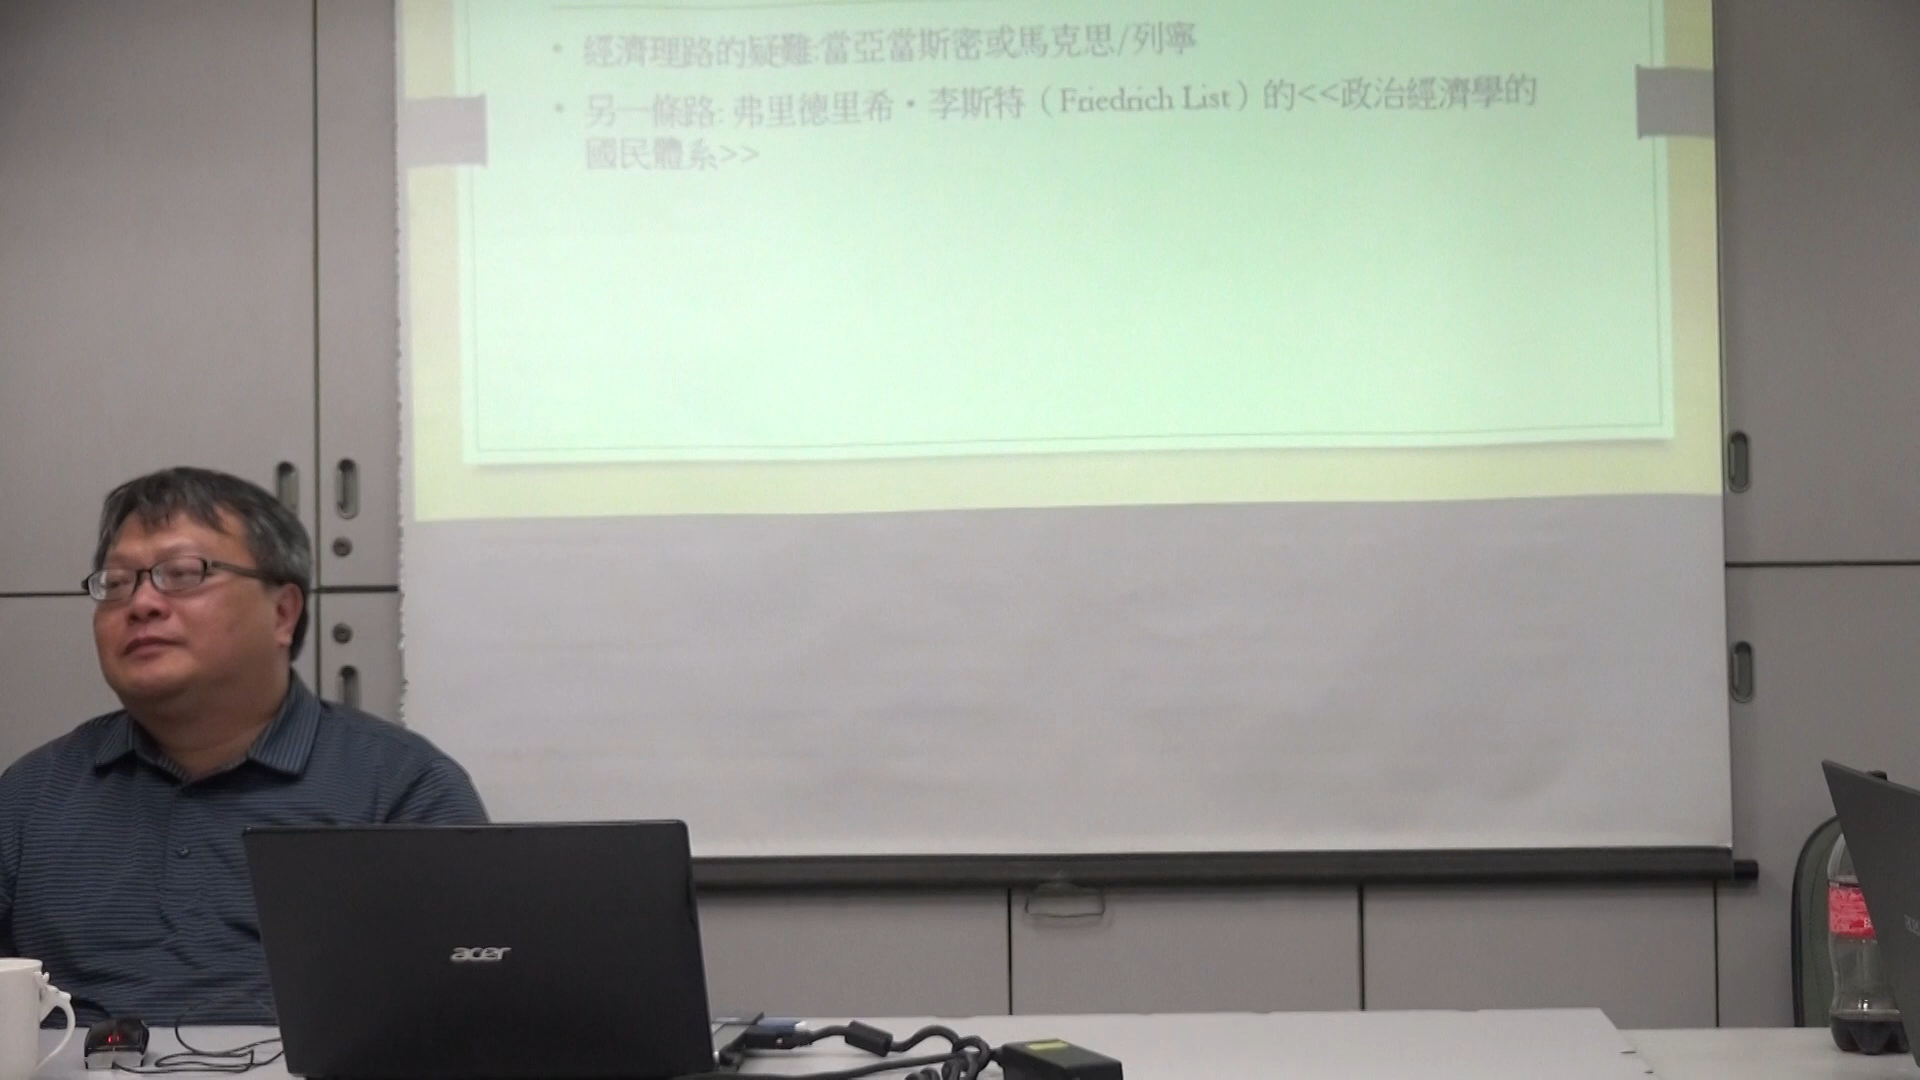 • 經濟理路的疑難:當亞當斯密或馬克思/列寧
• 另一條路: 弗里德里希・李斯特（Friedrich List）的<<政治經濟學的
國民體系>>
acer